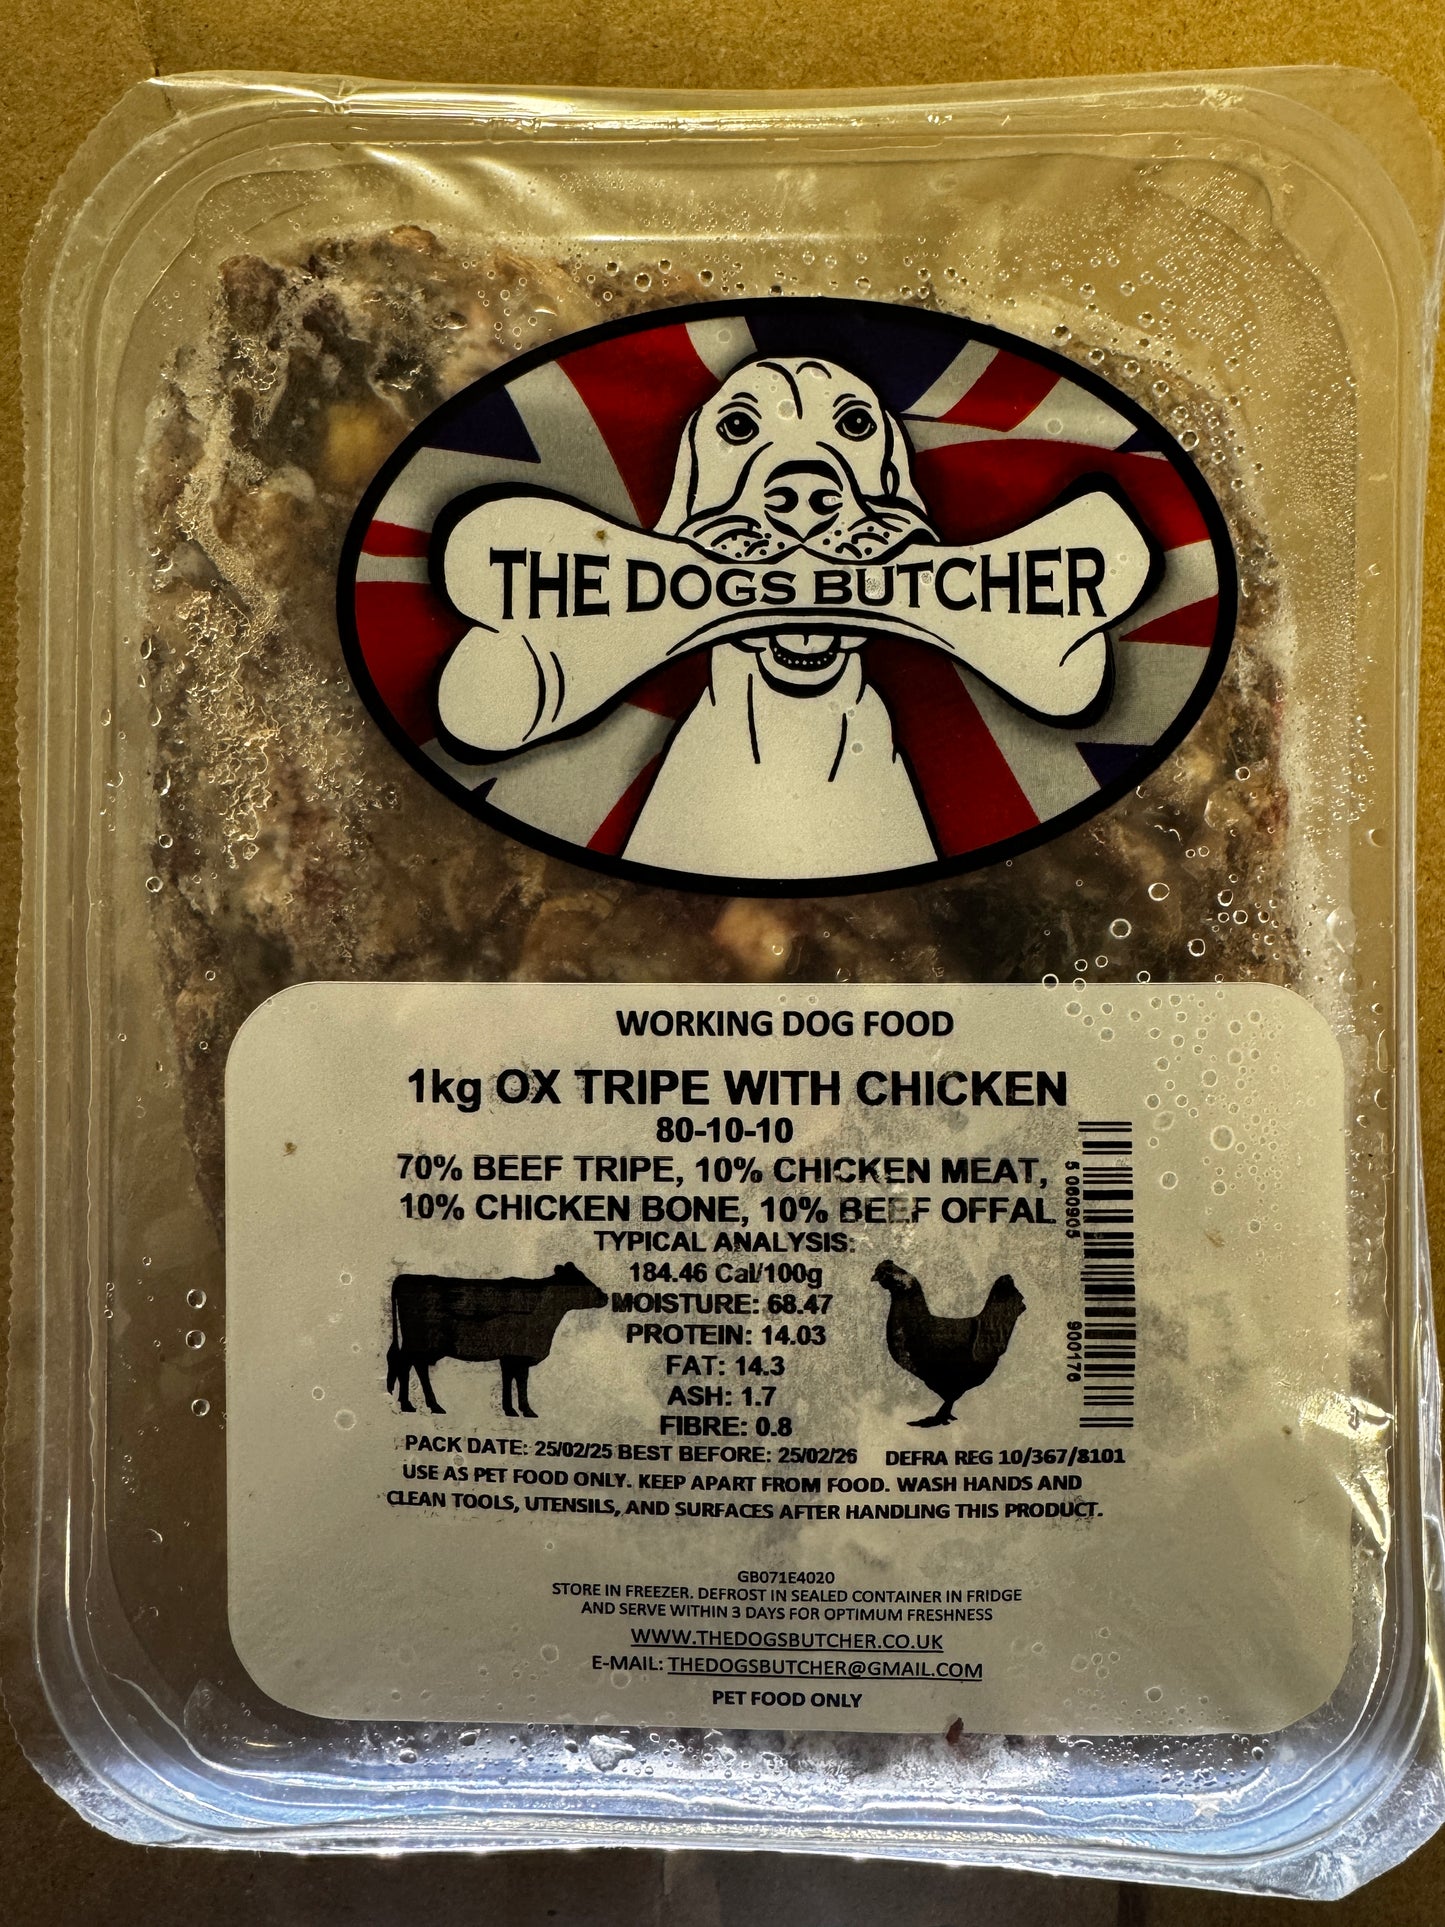 THE DOGS BUTCHER
WORKING DOG FOOD
1kg OX TRIPE WITH CHICKEN
80-10-10
70% BEEF TRIPE, 10% CHICKEN MEAT,
10% CHICKEN BONE, 10% BEEF OFFAL
TYPICAL ANALYSIS:
184.46 Cal/100g
MOISTURE: 68.47
PROTEIN: 14.03
FAT: 14.3
ASH: 1.7
FIBRE: 0.8
5 060905 900176
PACK DATE: 25/02/25 BEST BEFORE: 25/02/26 DEFRA REG 10/367/8101
USE AS PET FOOD ONLY. KEEP APART FROM FOOD. WASH HANDS AND
CLEAN TOOLS, UTENSILS, AND SURFACES AFTER HANDLING THIS PRODUCT.
GB071E4020
STORE IN FREEZER. DEFROST IN SEALED CONTAINER IN FRIDGE
AND SERVE WITHIN 3 DAYS FOR OPTIMUM FRESHNESS
WWW.THEDOGSBUTCHER.CO.UK
E-MAIL: THEDOGSBUTCHER@GMAIL.COM
PET FOOD ONLY